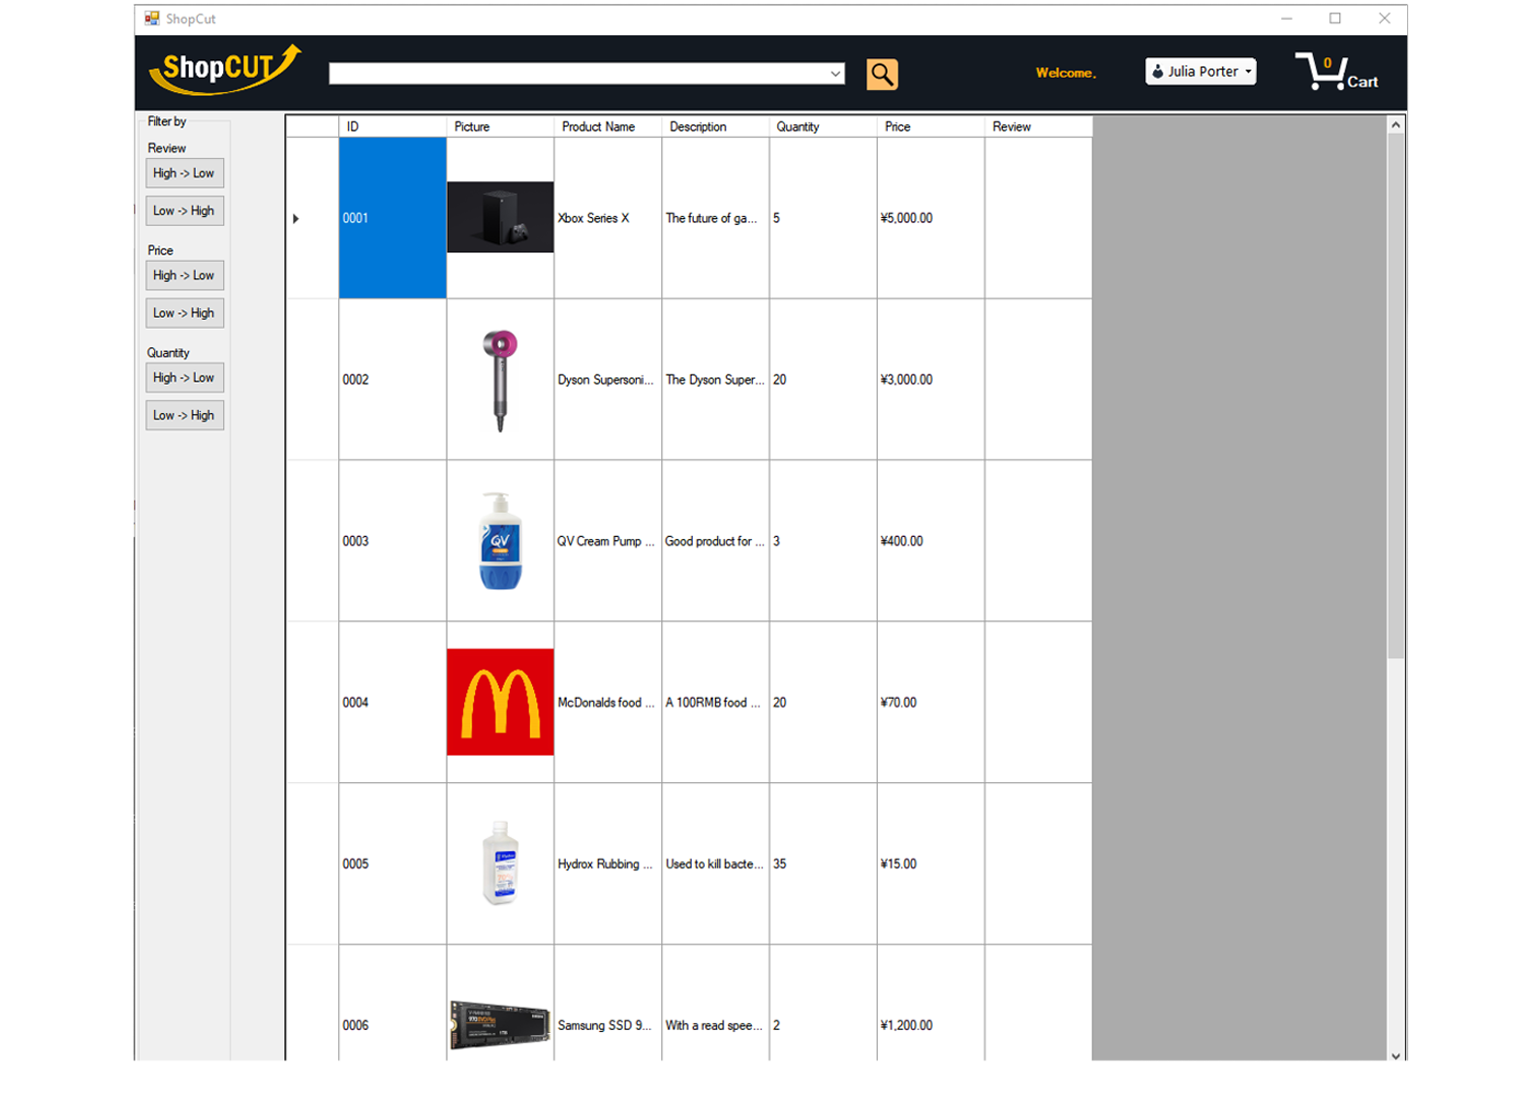 ShopCut
ShopCUT
Welcome.
Julia Porter
0
Cart
Filter by
Review
High -> Low
Low -> High
Price
High -> Low
Low -> High
Quantity
High -> Low
Low -> High
ID Picture Product Name Description Quantity Price Review
0001 Xbox Series X The future of ga... 5 ¥5,000.00
0002 Dyson Supersoni... The Dyson Super... 20 ¥3,000.00
QV
0003 QV Cream Pump ... Good product for ... 3 ¥400.00
0004 McDonalds food ... A 100RMB food ... 20 ¥70.00
0005 Hydrox Rubbing ... Used to kill bacte... 35 ¥15.00
0006 Samsung SSD 9... With a read spee... 2 ¥1,200.00